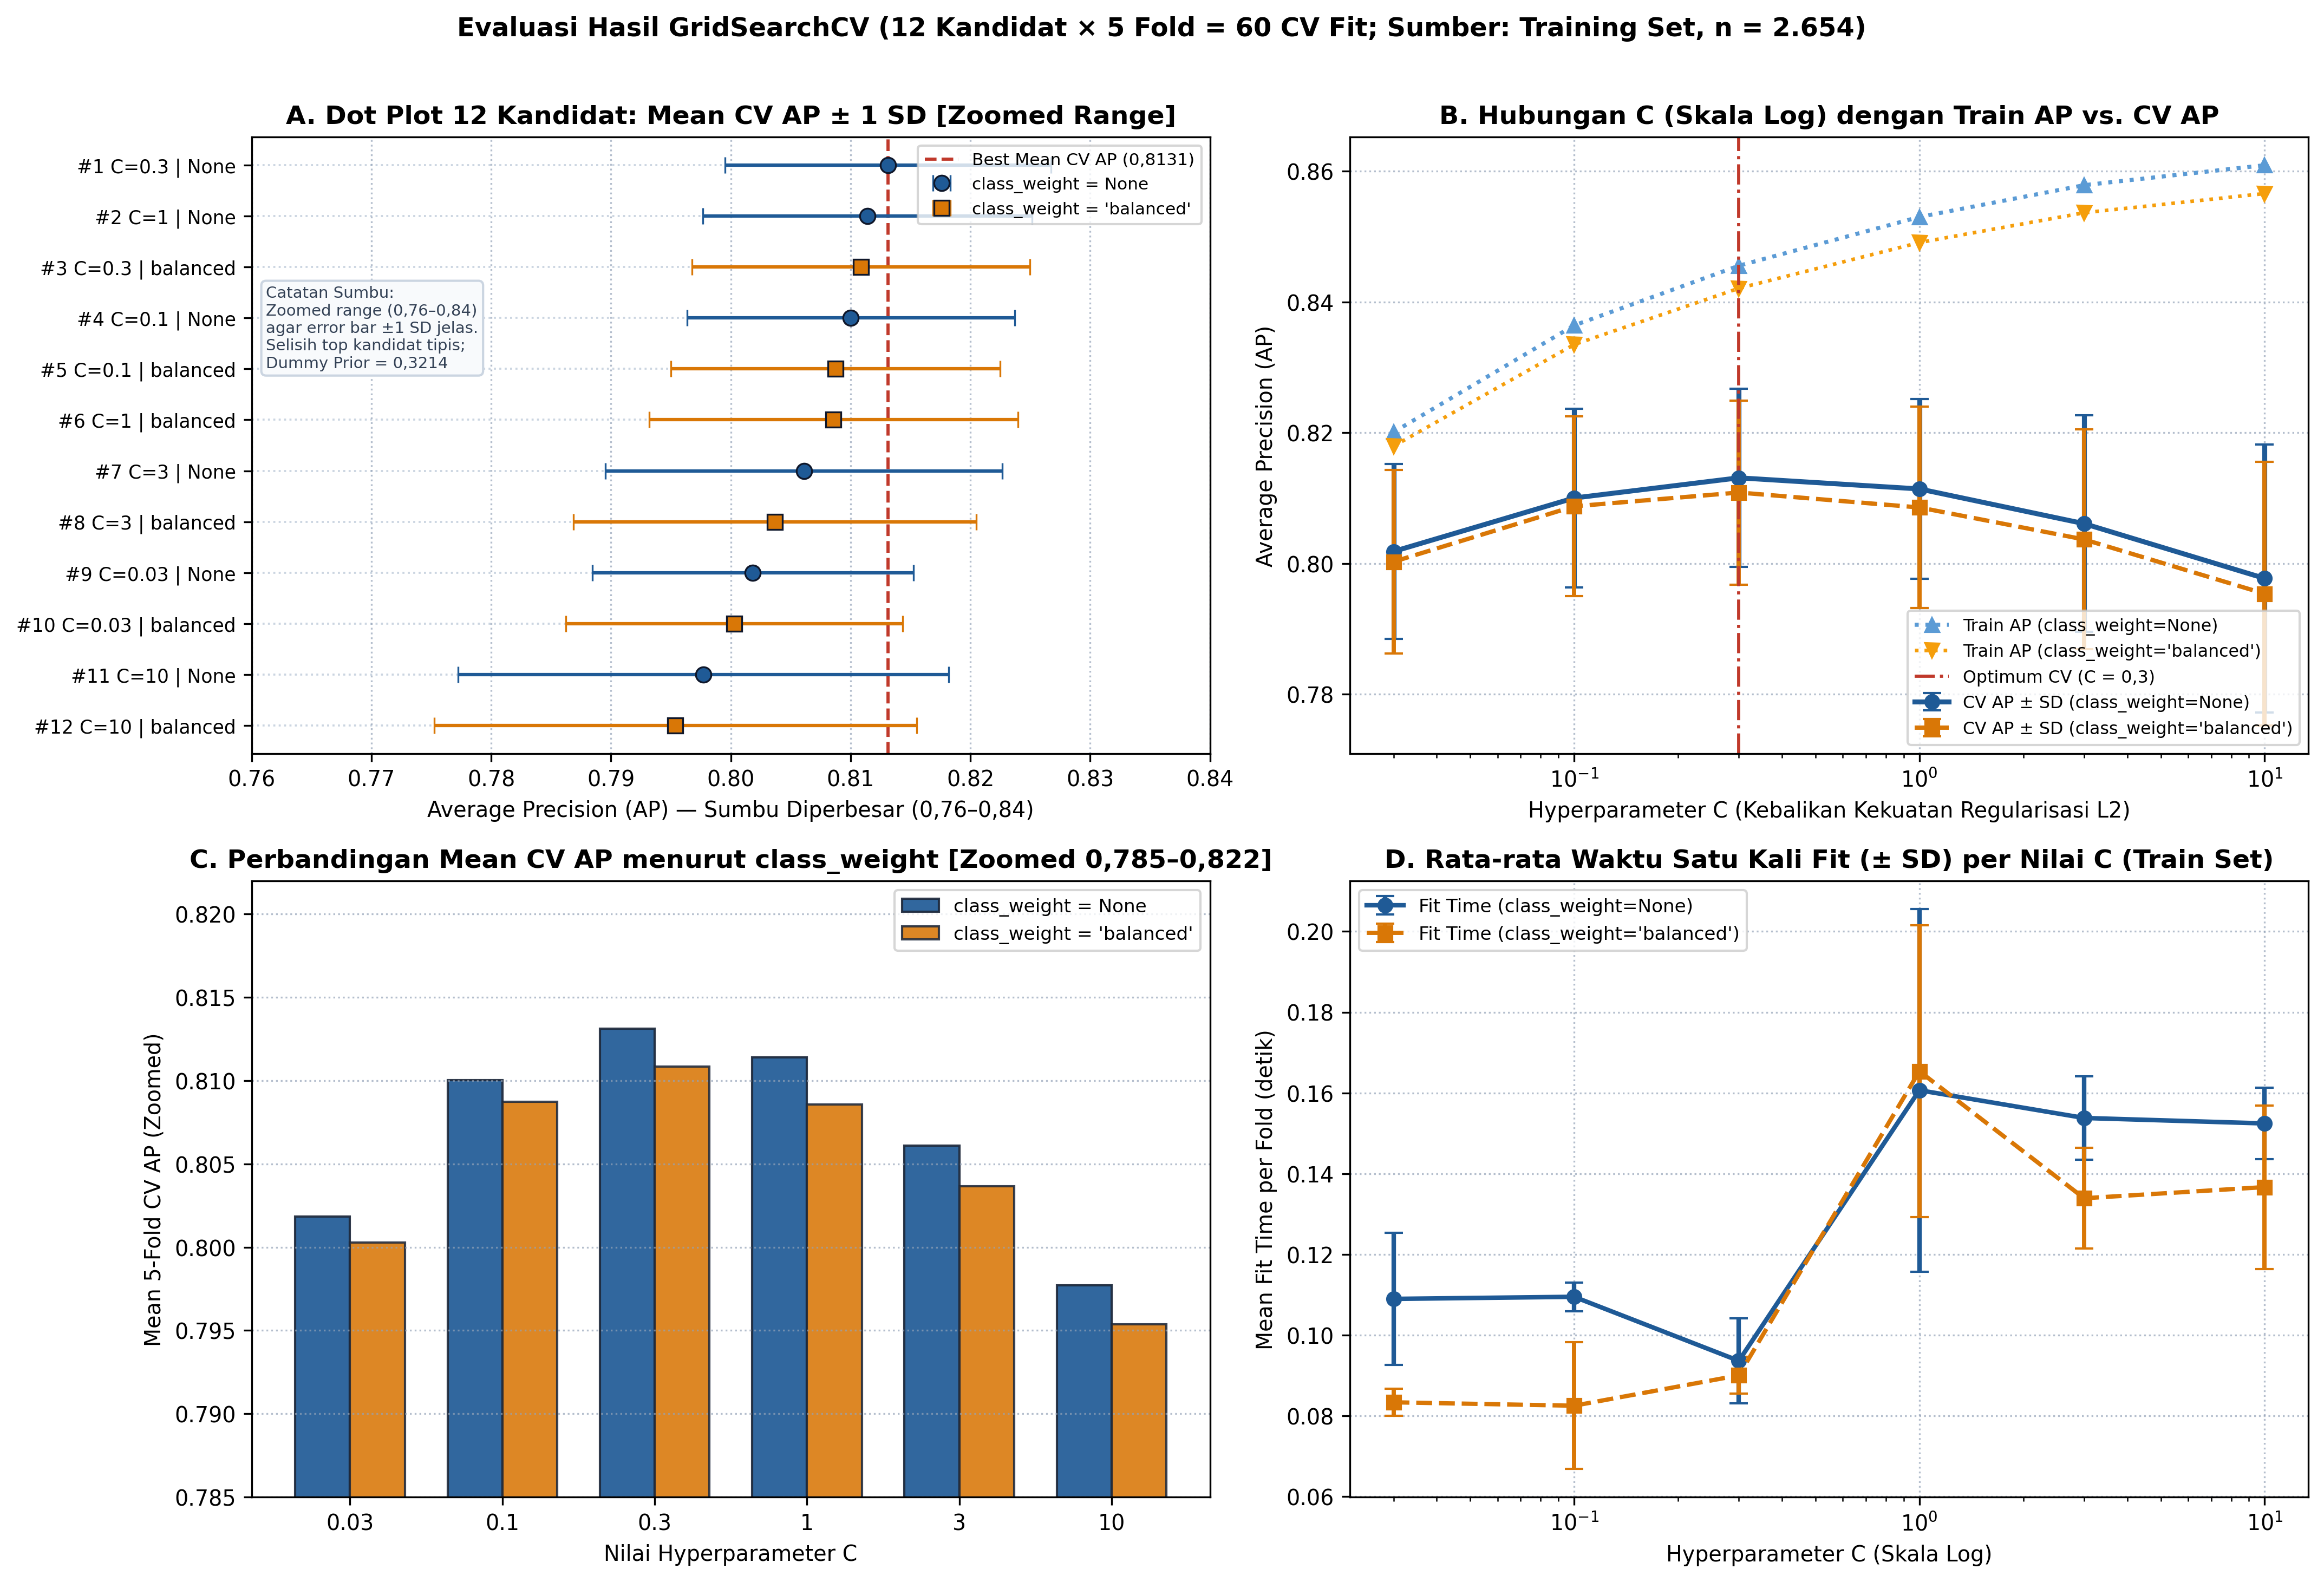 Evaluasi Hasil GridSearchCV (12 Kandidat × 5 Fold = 60 CV Fit; Sumber: Training Set, n = 2.654)
A. Dot Plot 12 Kandidat: Mean CV AP ± 1 SD [Zoomed Range]
#1 C=0.3 | None
#2 C=1 | None
#3 C=0.3 | balanced
#4 C=0.1 | None
#5 C=0.1 | balanced
#6 C=1 | balanced
#7 C=3 | None
#8 C=3 | balanced
#9 C=0.03 | None
#10 C=0.03 | balanced
#11 C=10 | None
#12 C=10 | balanced
Best Mean CV AP (0,8131)
class_weight = None
class_weight = 'balanced'
Catatan Sumbu:
Zoomed range (0,76–0,84)
agar error bar ±1 SD jelas.
Selisih top kandidat tipis;
Dummy Prior = 0,3214
0.76 0.77 0.78 0.79 0.80 0.81 0.82 0.83 0.84
Average Precision (AP) — Sumbu Diperbesar (0,76–0,84)
B. Hubungan C (Skala Log) dengan Train AP vs. CV AP
Average Precision (AP)
0.86
0.84
0.82
0.80
0.78
Train AP (class_weight=None)
Train AP (class_weight='balanced')
Optimum CV (C = 0,3)
CV AP ± SD (class_weight=None)
CV AP ± SD (class_weight='balanced')
10⁻¹ 10⁰ 10¹
Hyperparameter C (Kebalikan Kekuatan Regularisasi L2)
C. Perbandingan Mean CV AP menurut class_weight [Zoomed 0,785–0,822]
Mean 5-Fold CV AP (Zoomed)
0.820
0.815
0.810
0.805
0.800
0.795
0.790
0.785
class_weight = None
class_weight = 'balanced'
0.03 0.1 0.3 1 3 10
Nilai Hyperparameter C
D. Rata-rata Waktu Satu Kali Fit (± SD) per Nilai C (Train Set)
Mean Fit Time per Fold (detik)
0.20
0.18
0.16
0.14
0.12
0.10
0.08
0.06
Fit Time (class_weight=None)
Fit Time (class_weight='balanced')
10⁻¹ 10⁰ 10¹
Hyperparameter C (Skala Log)